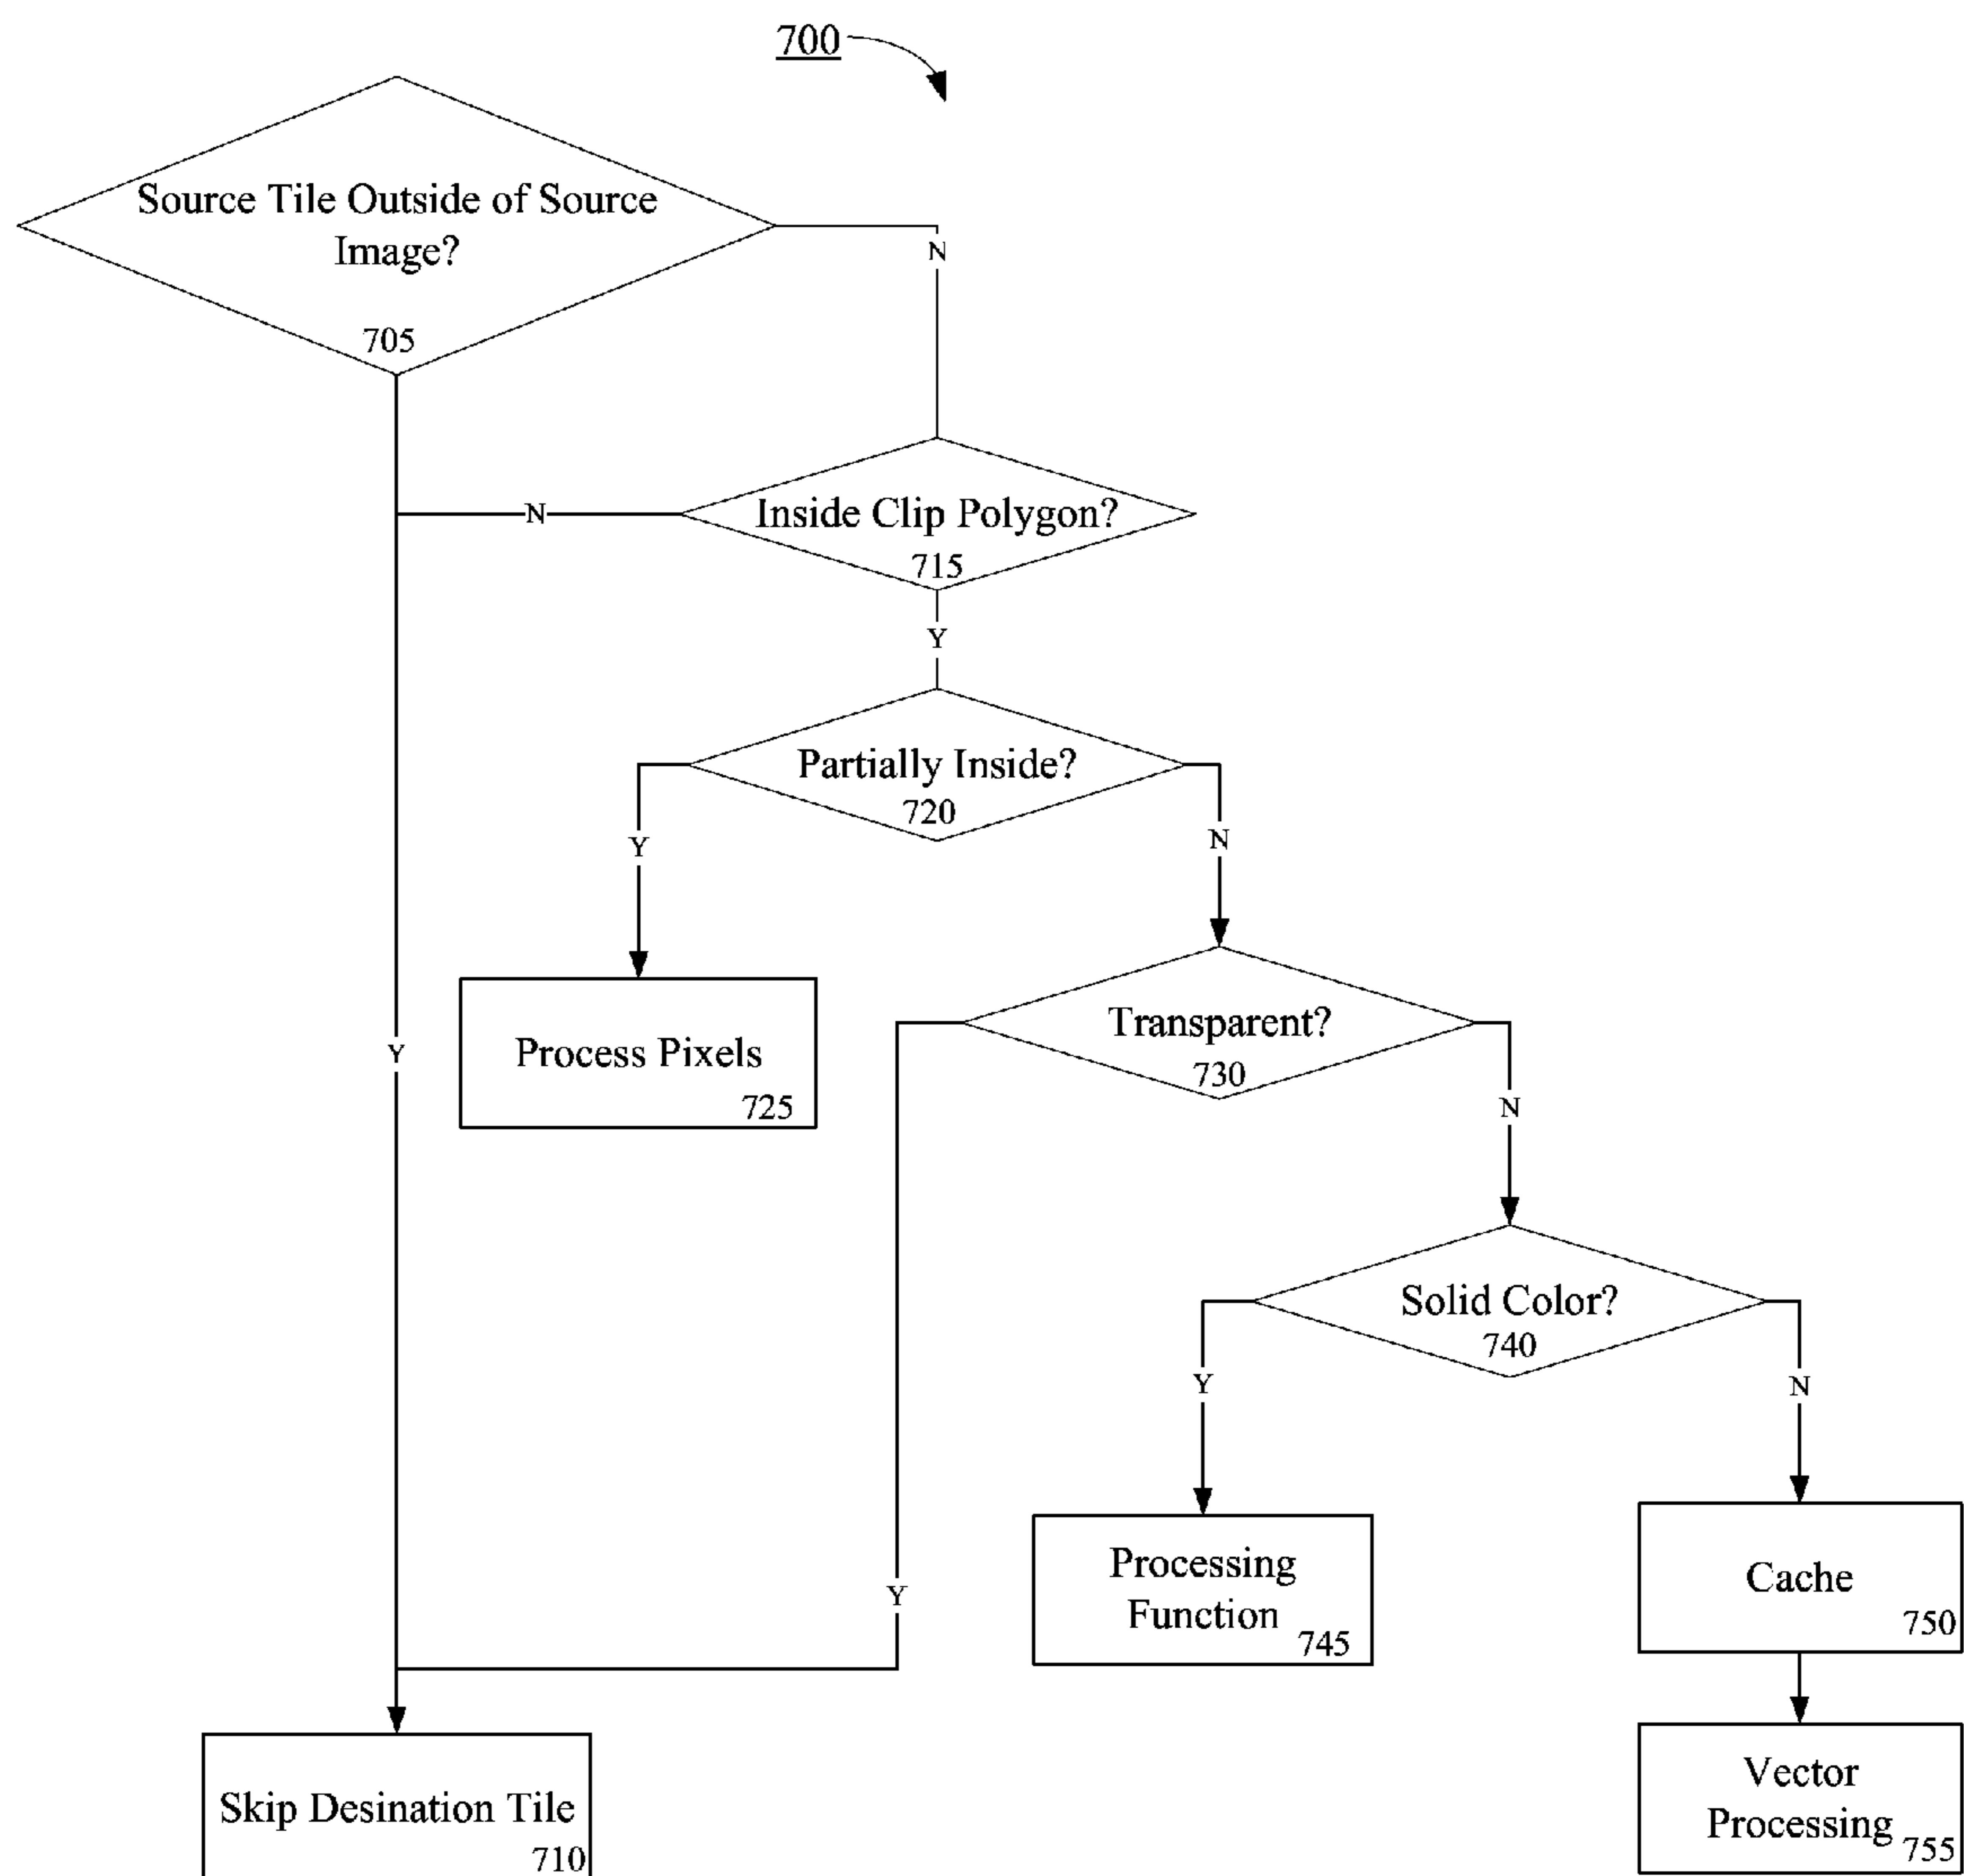 700
Source Tile Outside of Source
Image?
705
N
N
Inside Clip Polygon?
715
Y
Partially Inside?
720
Y
N
Process Pixels
725
Y
Transparent?
730
N
Solid Color?
740
Y
N
Processing
Function
745
Cache
750
Y
Skip Desination Tile
710
Vector
Processing
755